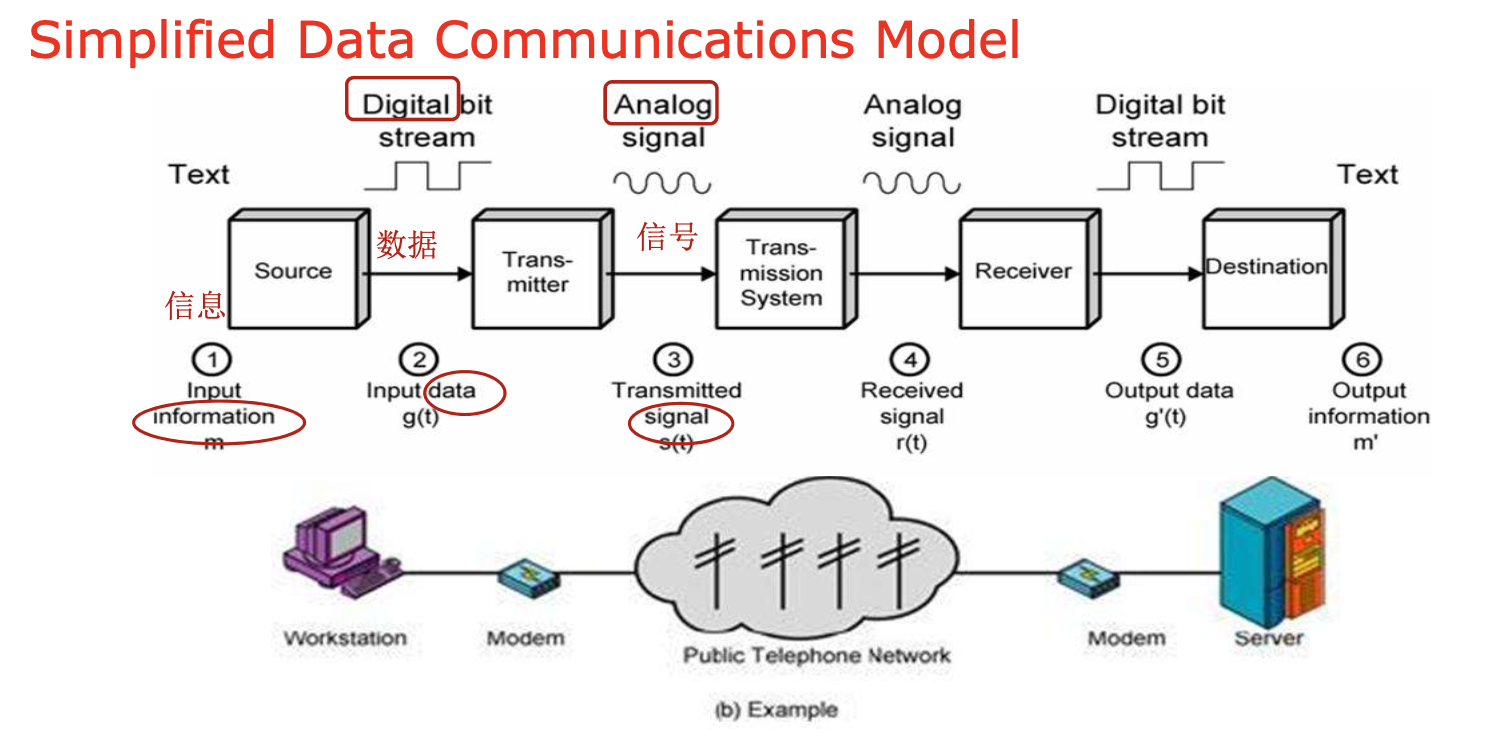 Simplified Data Communications Model
Digital bit
stream
Analog
signal
Analog
signal
Digital bit
stream
Text
Text
Source
数据
Trans-
mitter
信号
Trans-
mission
System
Receiver
Destination
信息
1
Input
information
m
2
Input data
g(t)
3
Transmitted
signal
s(t)
4
Received
signal
r(t)
5
Output data
g'(t)
6
Output
information
m'
Workstation
Modem
Public Telephone Network
Modem
Server
(b) Example